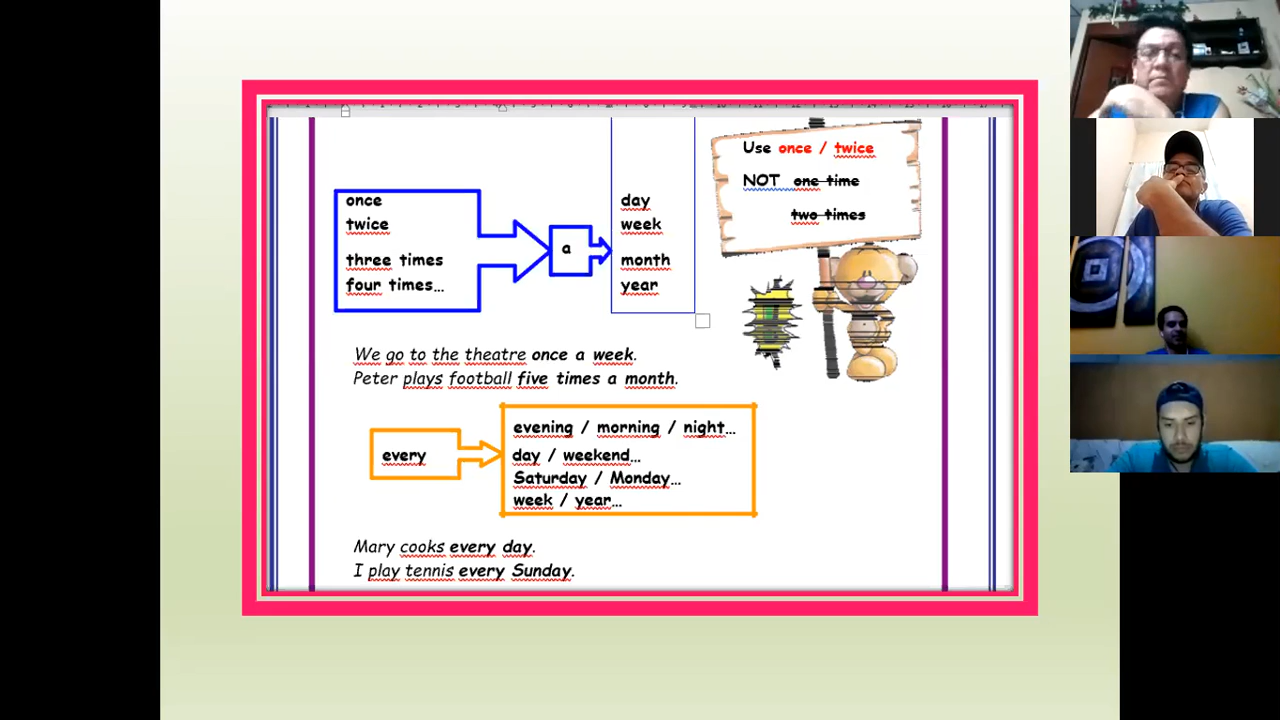 once
twice
three times
four times...
a
day
week
month
year
Use once / twice
NOT one time
two times
We go to the theatre once a week.
Peter plays football five times a month.
every
evening / morning / night...
day / weekend...
Saturday / Monday...
week / year...
Mary cooks every day.
I play tennis every Sunday.